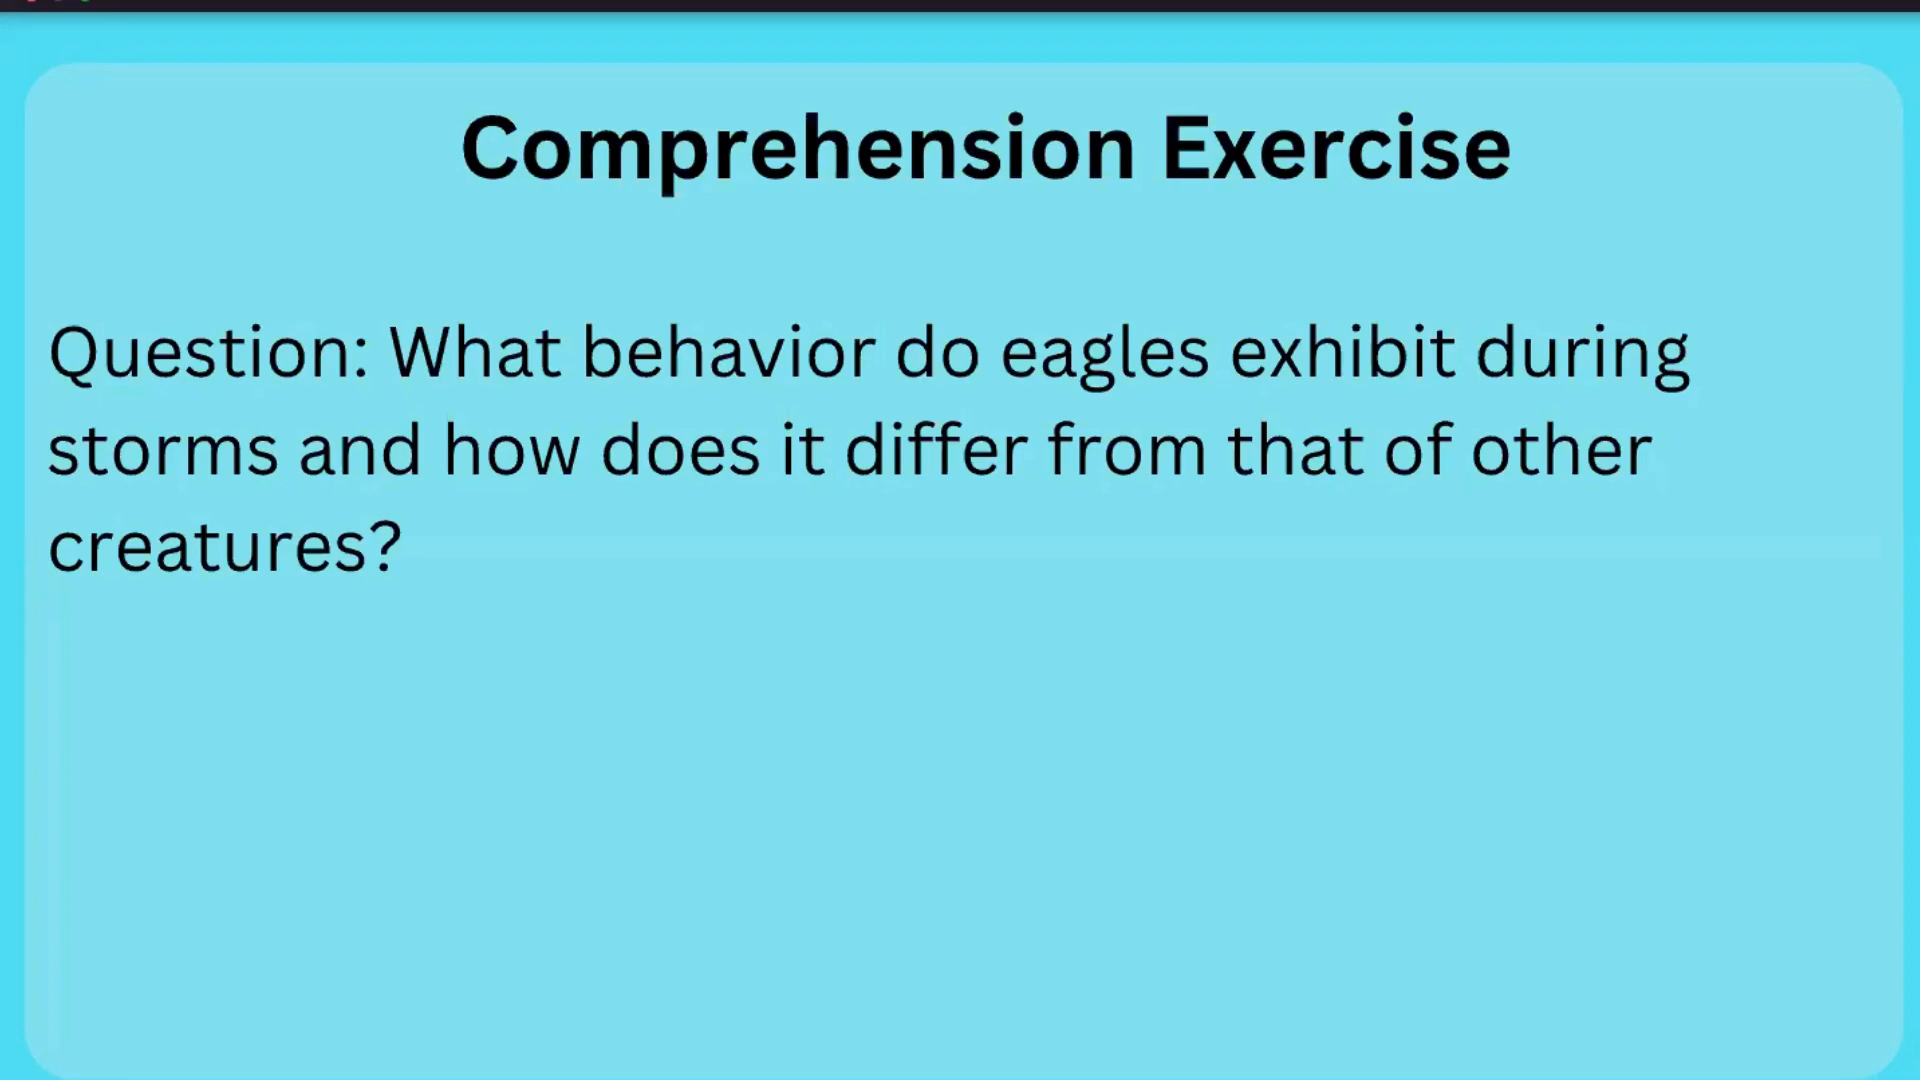 Comprehension Exercise
Question: What behavior do eagles exhibit during
storms and how does it differ from that of other
creatures?